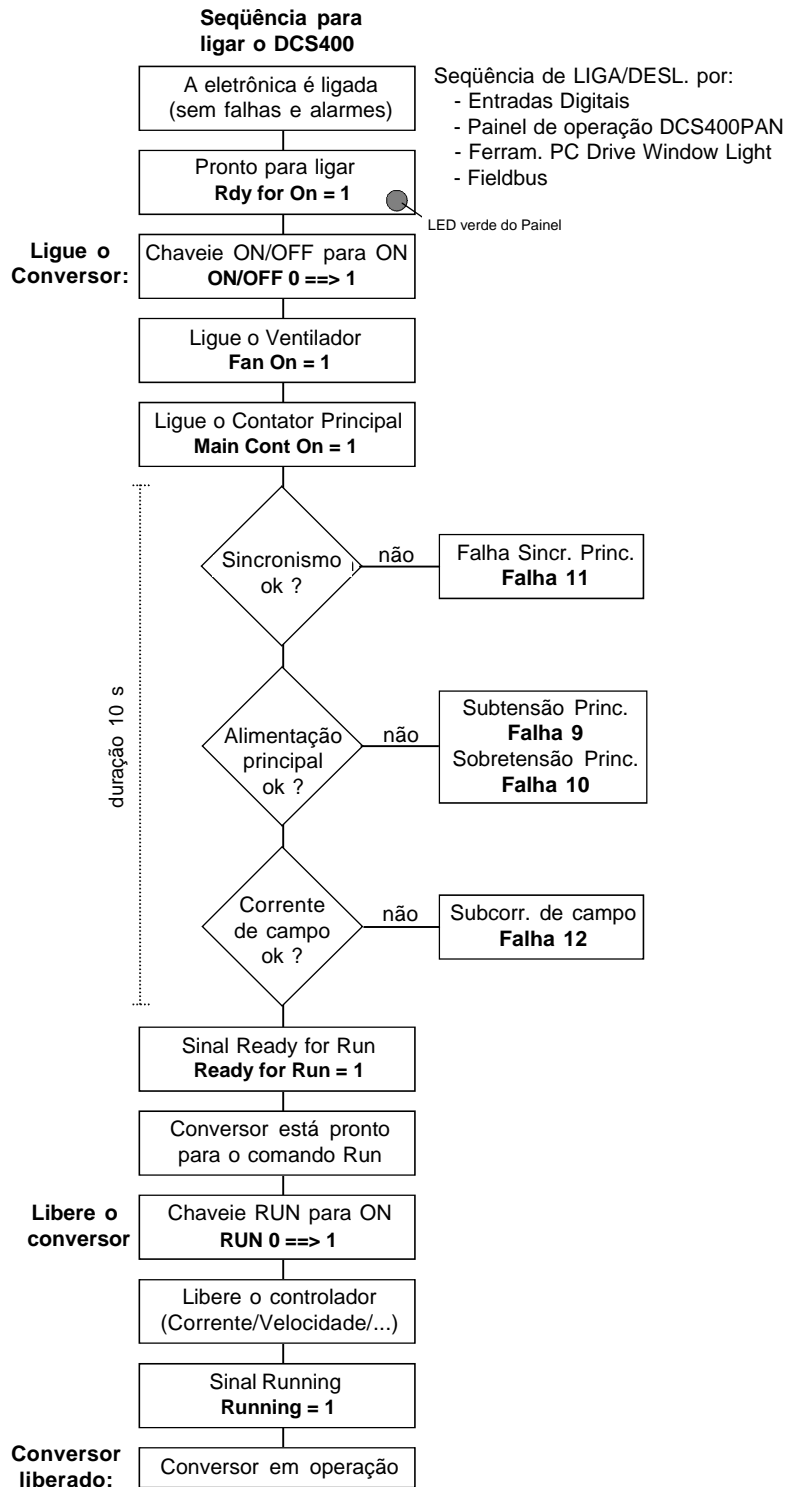 Seqüência para
ligar o DCS400
A eletrônica é ligada
(sem falhas e alarmes)
Seqüência de LIGA/DESL. por:
- Entradas Digitais
- Painel de operação DCS400PAN
- Ferram. PC Drive Window Light
- Fieldbus
Pronto para ligar
Rdy for On = 1
LED verde do Painel
Ligue o
Conversor:
Chaveie ON/OFF para ON
ON/OFF 0 ==> 1
Ligue o Ventilador
Fan On = 1
Ligue o Contator Principal
Main Cont On = 1
duração 10 s
Sincronismo
ok ?
não
Falha Sincr. Princ.
Falha 11
Alimentação
principal
ok ?
não
Subtensão Princ.
Falha 9
Sobretensão Princ.
Falha 10
Corrente
de campo
ok ?
não
Subcorr. de campo
Falha 12
Sinal Ready for Run
Ready for Run = 1
Conversor está pronto
para o comando Run
Libere o
conversor
Chaveie RUN para ON
RUN 0 ==> 1
Libere o controlador
(Corrente/Velocidade/...)
Sinal Running
Running = 1
Conversor
liberado:
Conversor em operação